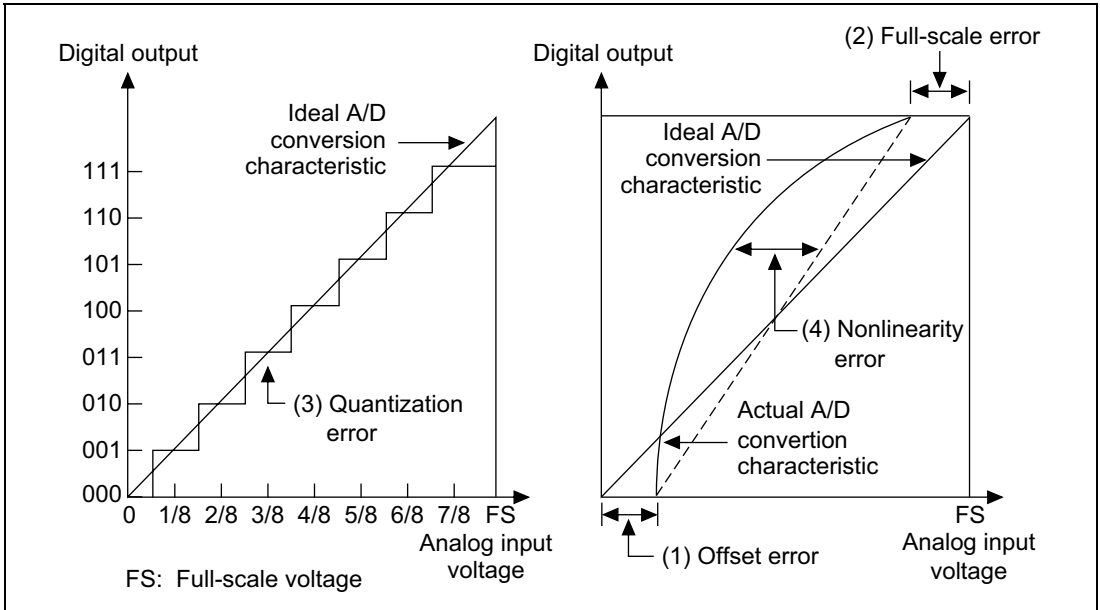 Digital output
Ideal A/D
conversion
characteristic
111
110
101
100
011
010
001
000
(3) Quantization
error
0 1/8 2/8 3/8 4/8 5/8 6/8 7/8 FS
Analog input
voltage
FS: Full-scale voltage
Digital output
(2) Full-scale error
Ideal A/D
conversion
characteristic
(4) Nonlinearity
error
Actual A/D
convertion
characteristic
FS
Analog input
voltage
(1) Offset error